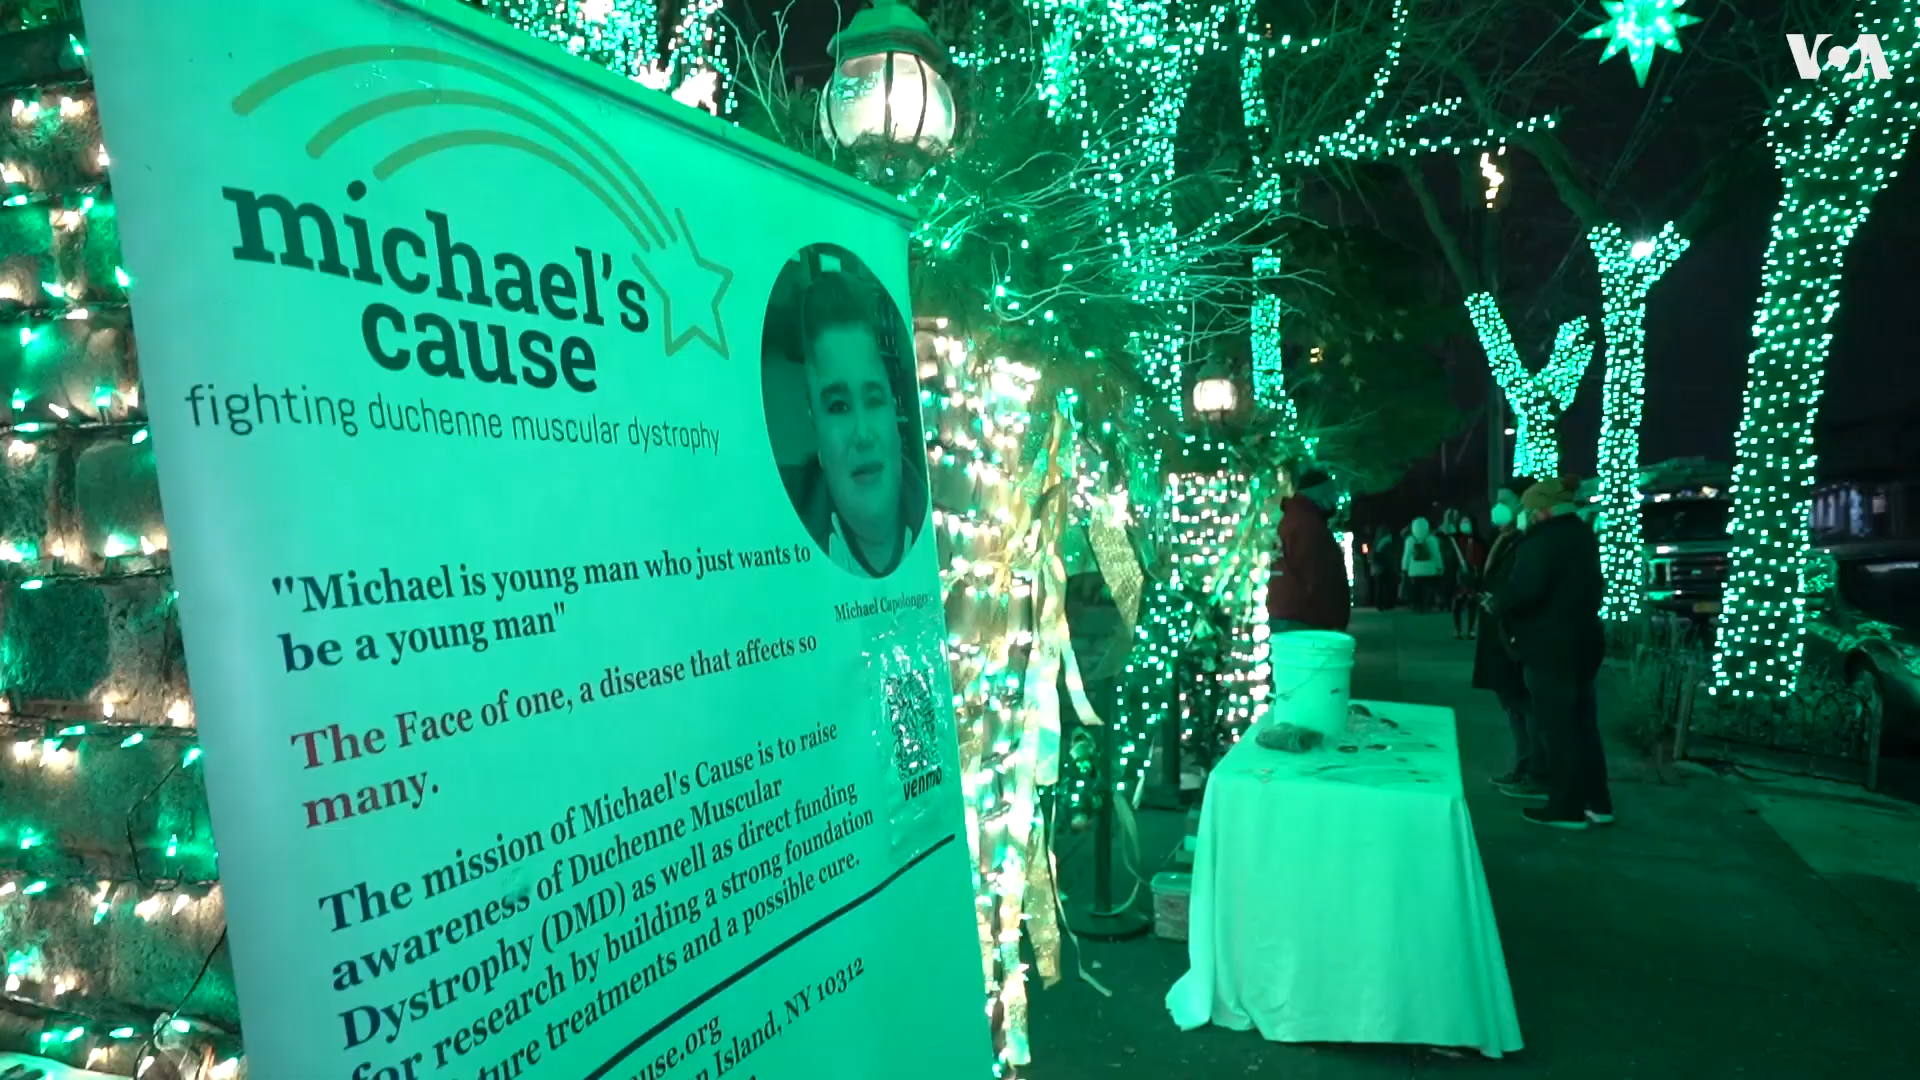 VOA
michael's
cause
fighting duchenne muscular dystrophy
"Michael is young man who just wants to
be a young man"
Michael Capolongo
The Face of one, a disease that affects so
many.
venmo
The mission of Michael's Cause is to raise
awareness of Duchenne Muscular
Dystrophy (DMD) as well as direct funding
for research by building a strong foundation
ture treatments and a possible cure.
use.org
Island, NY 10312